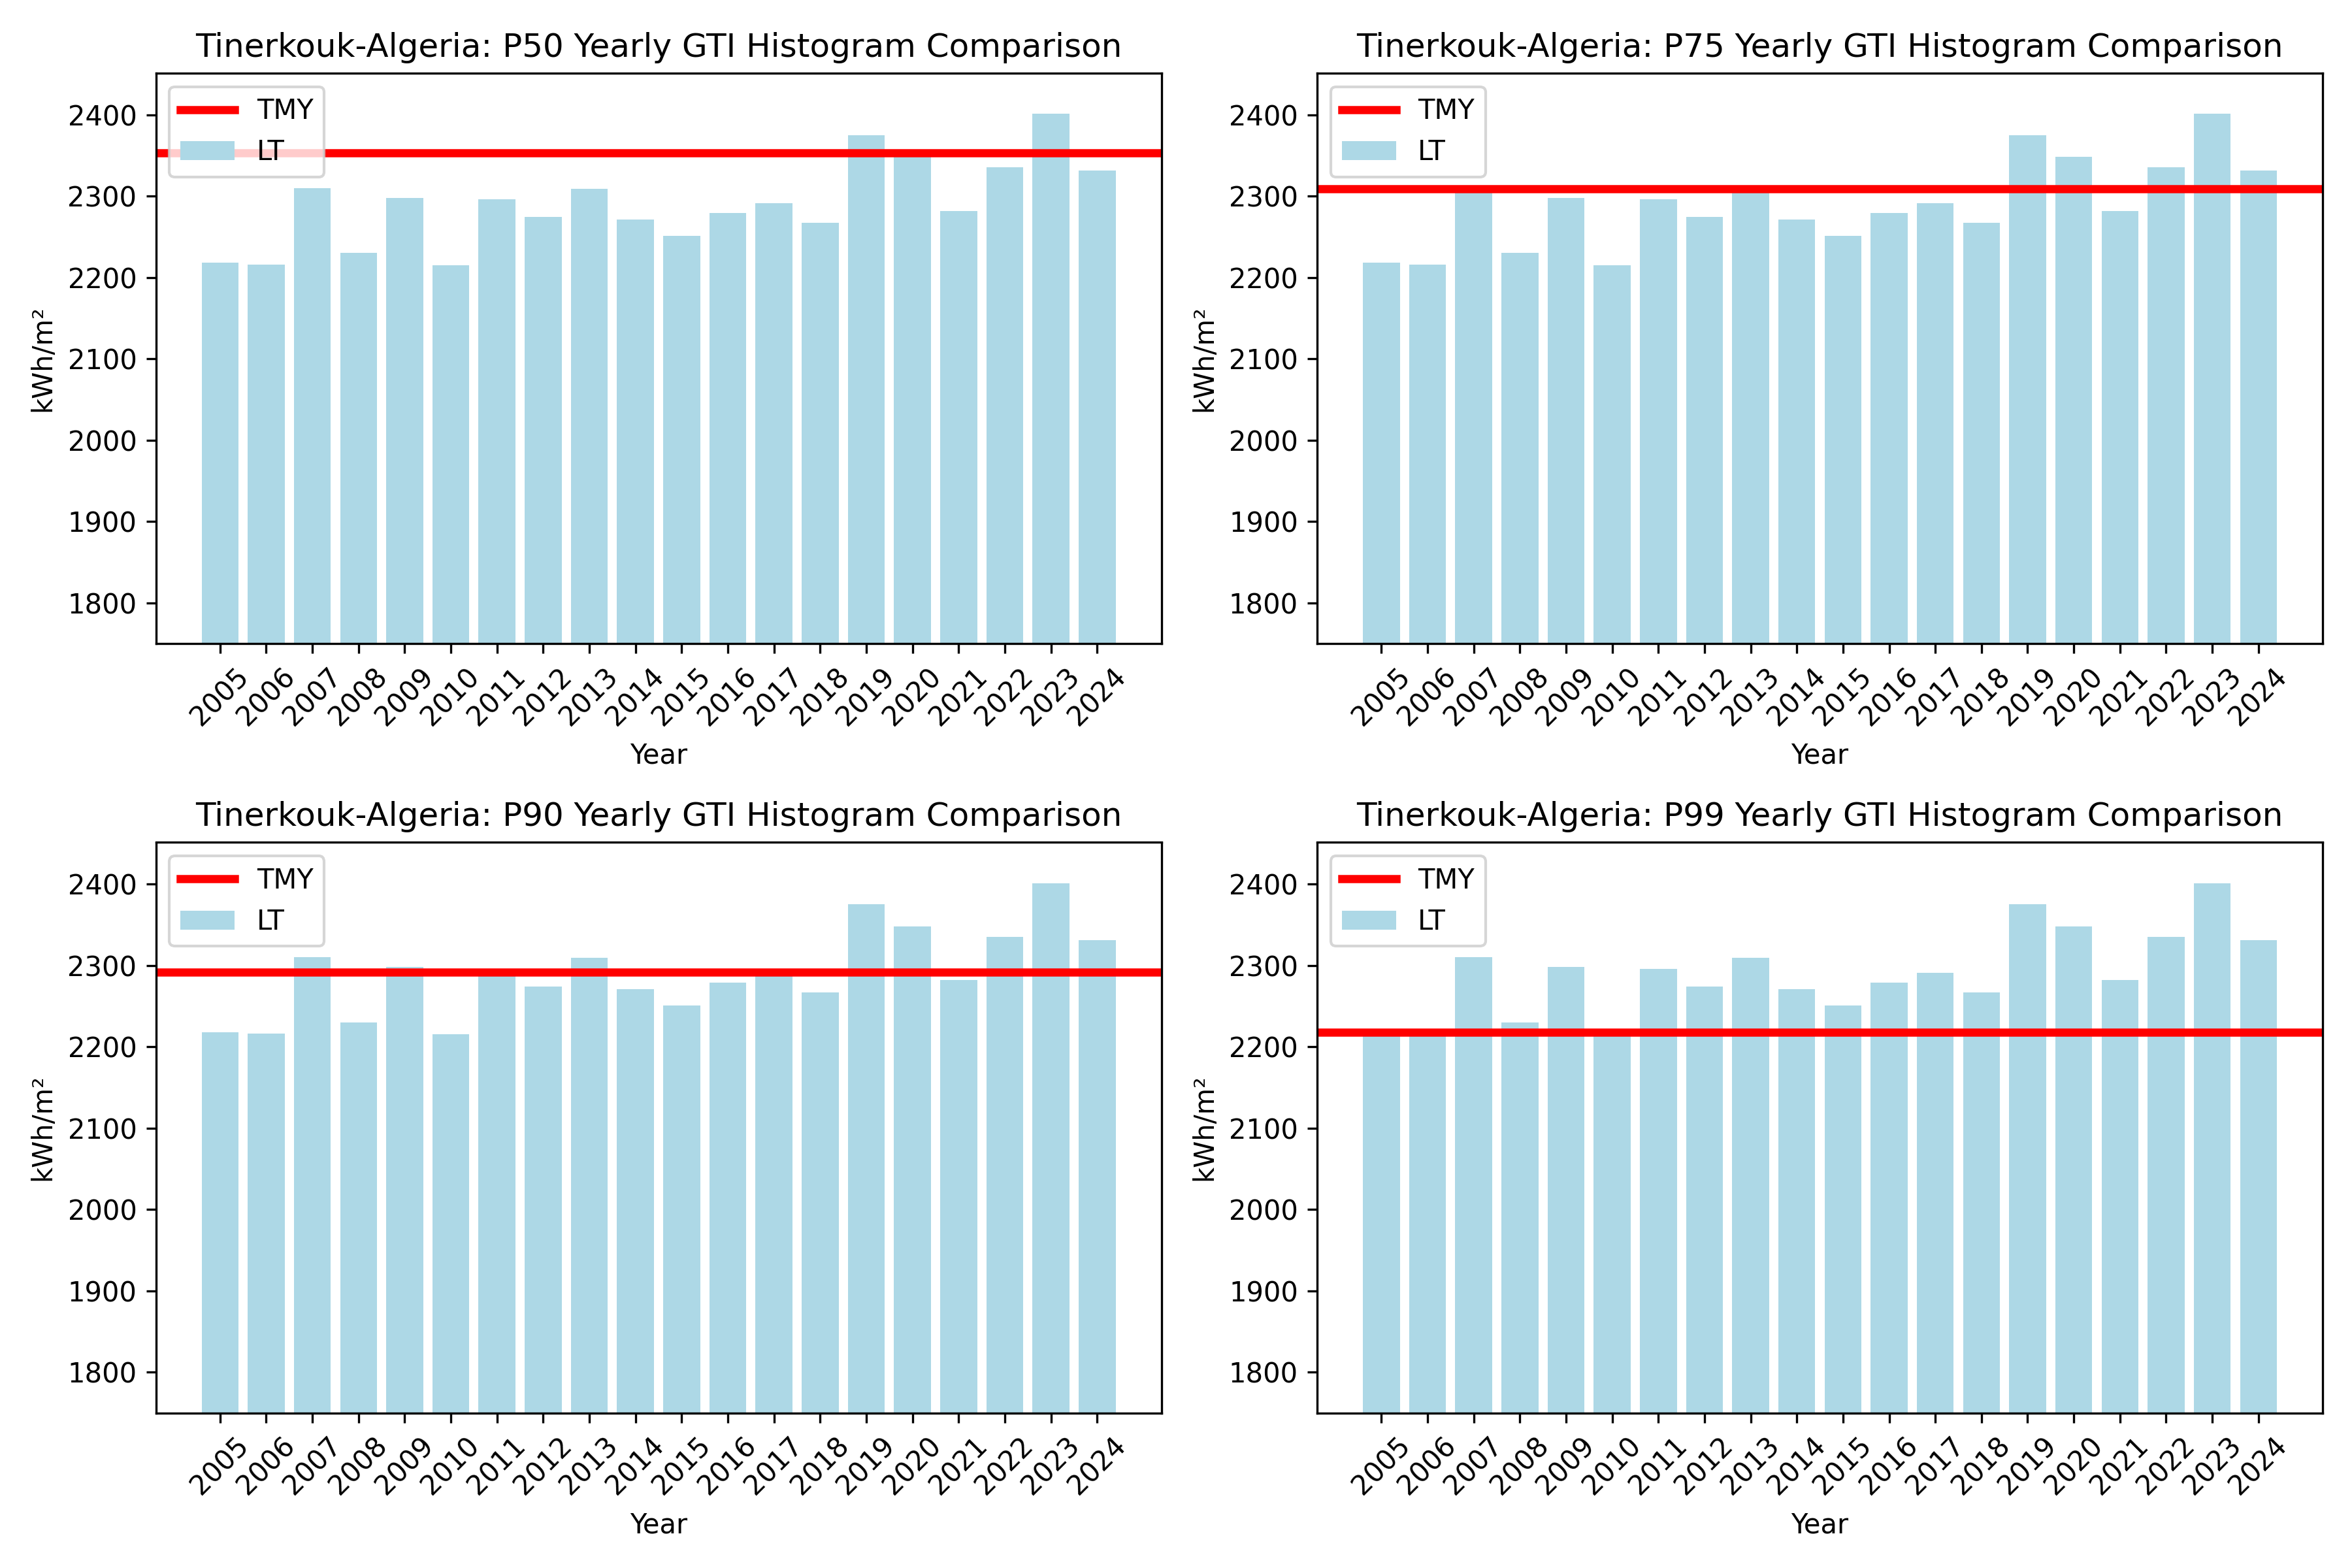 Tinerkouk-Algeria: P50 Yearly GTI Histogram Comparison
TMY
LT
2400
2300
2200
2100
2000
1900
1800
kWh/m²
2005 2006 2007 2008 2009 2010 2011 2012 2013 2014 2015 2016 2017 2018 2019 2020 2021 2022 2023 2024
Year
Tinerkouk-Algeria: P75 Yearly GTI Histogram Comparison
TMY
LT
2400
2300
2200
2100
2000
1900
1800
kWh/m²
2005 2006 2007 2008 2009 2010 2011 2012 2013 2014 2015 2016 2017 2018 2019 2020 2021 2022 2023 2024
Year
Tinerkouk-Algeria: P90 Yearly GTI Histogram Comparison
TMY
LT
2400
2300
2200
2100
2000
1900
1800
kWh/m²
2005 2006 2007 2008 2009 2010 2011 2012 2013 2014 2015 2016 2017 2018 2019 2020 2021 2022 2023 2024
Year
Tinerkouk-Algeria: P99 Yearly GTI Histogram Comparison
TMY
LT
2400
2300
2200
2100
2000
1900
1800
kWh/m²
2005 2006 2007 2008 2009 2010 2011 2012 2013 2014 2015 2016 2017 2018 2019 2020 2021 2022 2023 2024
Year